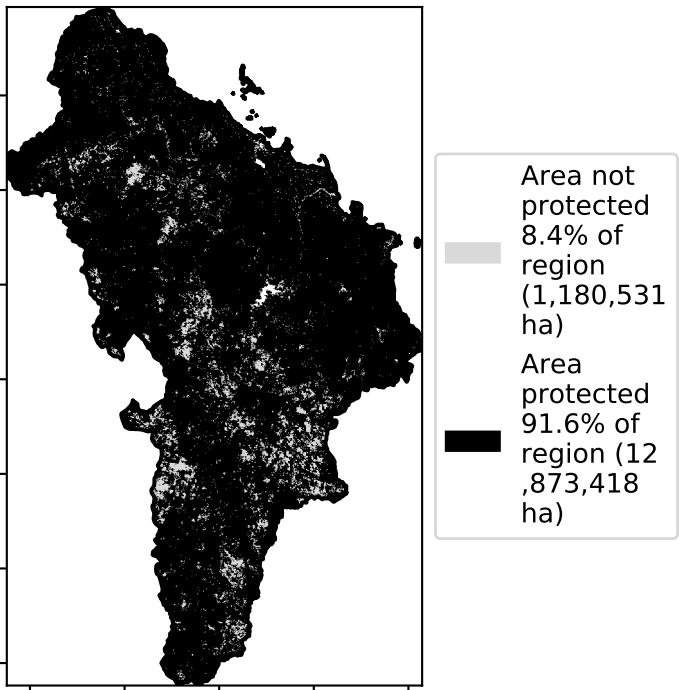 Area not
protected
8.4% of
region
(1,180,531
ha)
Area
protected
91.6% of
region (12
,873,418
ha)